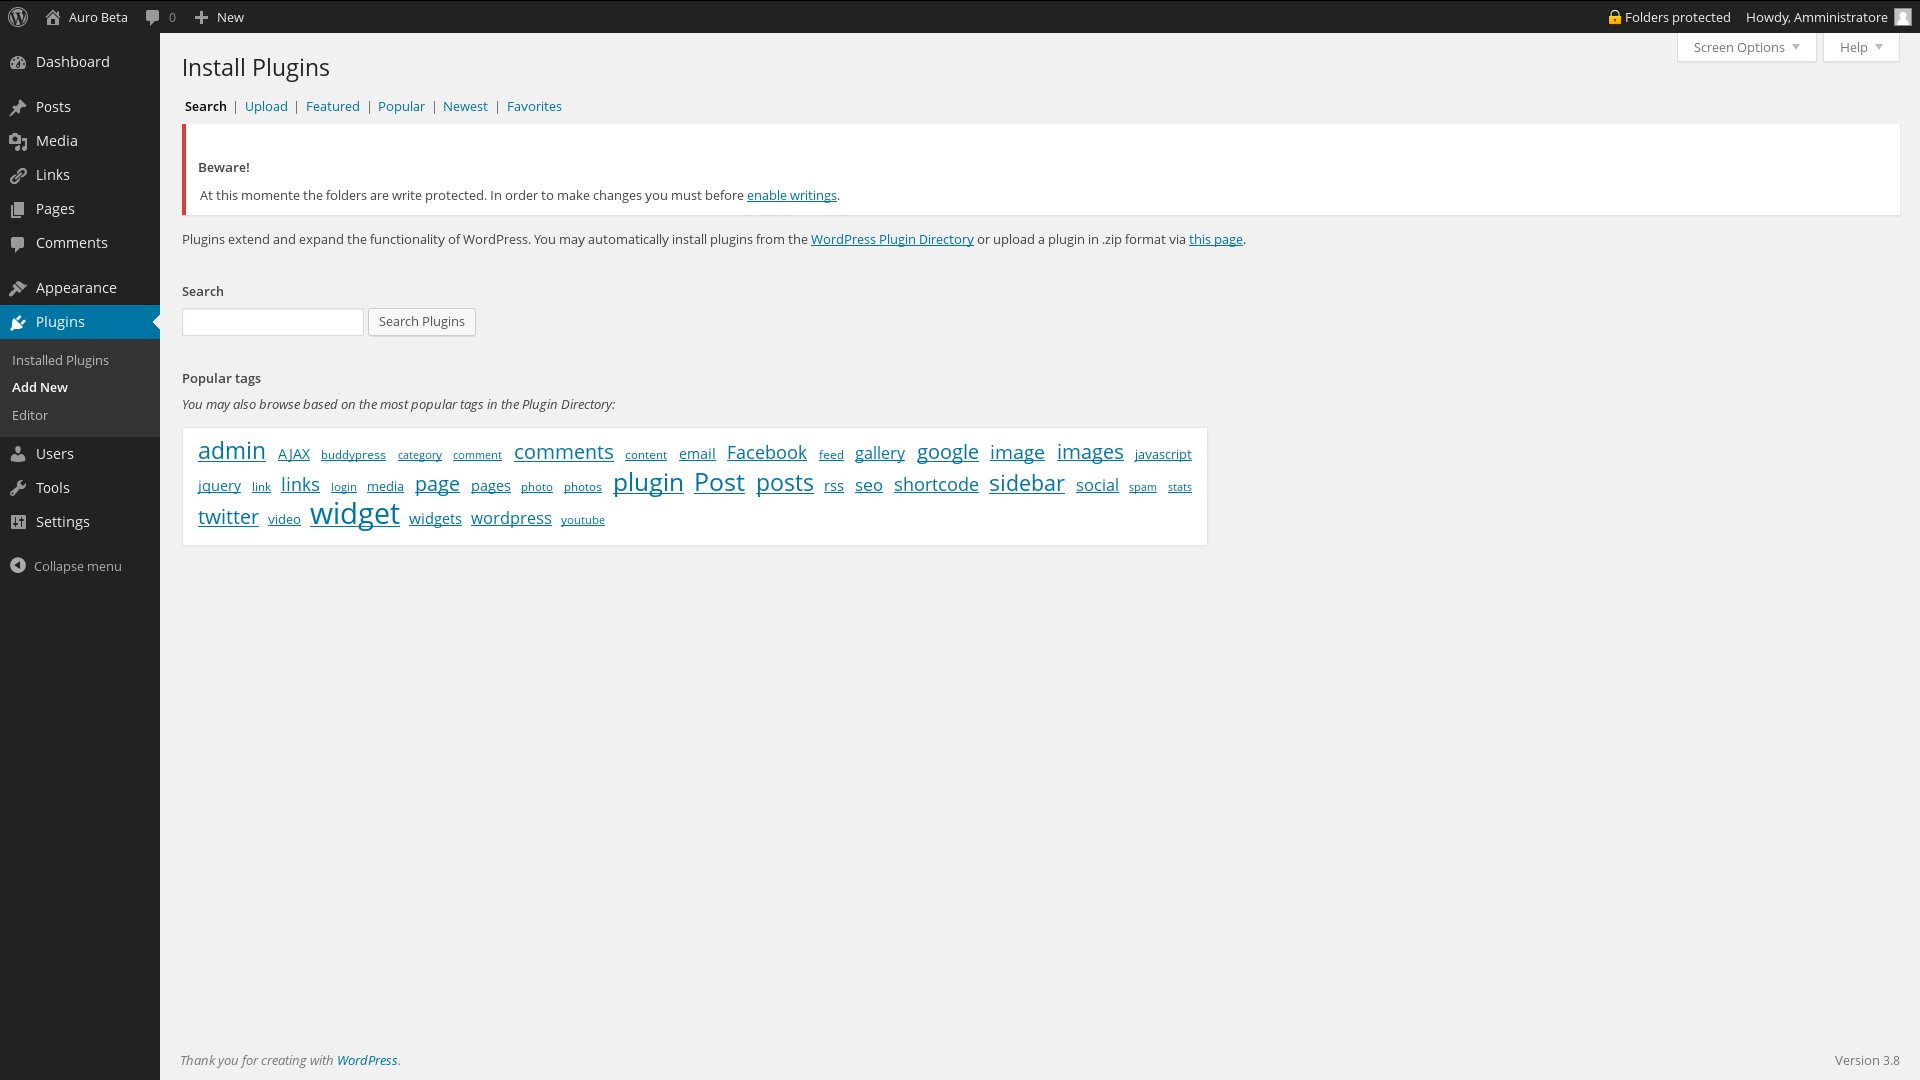 Auro Beta 0 New Folders protected Howdy, Amministratore
Screen Options Help
Dashboard
Posts
Media
Links
Pages
Comments
Appearance
Plugins
Installed Plugins
Add New
Editor
Users
Tools
Settings
Collapse menu
Install Plugins
Search | Upload | Featured | Popular | Newest | Favorites
Beware!
At this momente the folders are write protected. In order to make changes you must before enable writings.
Plugins extend and expand the functionality of WordPress. You may automatically install plugins from the WordPress Plugin Directory or upload a plugin in .zip format via this page.
Search
Search Plugins
Popular tags
You may also browse based on the most popular tags in the Plugin Directory:
admin AJAX buddypress category comment comments content email Facebook feed gallery google image images javascript
jquery link links login media page pages photo photos plugin Post posts rss seo shortcode sidebar social spam stats
twitter video widget widgets wordpress youtube
Thank you for creating with WordPress.
Version 3.8